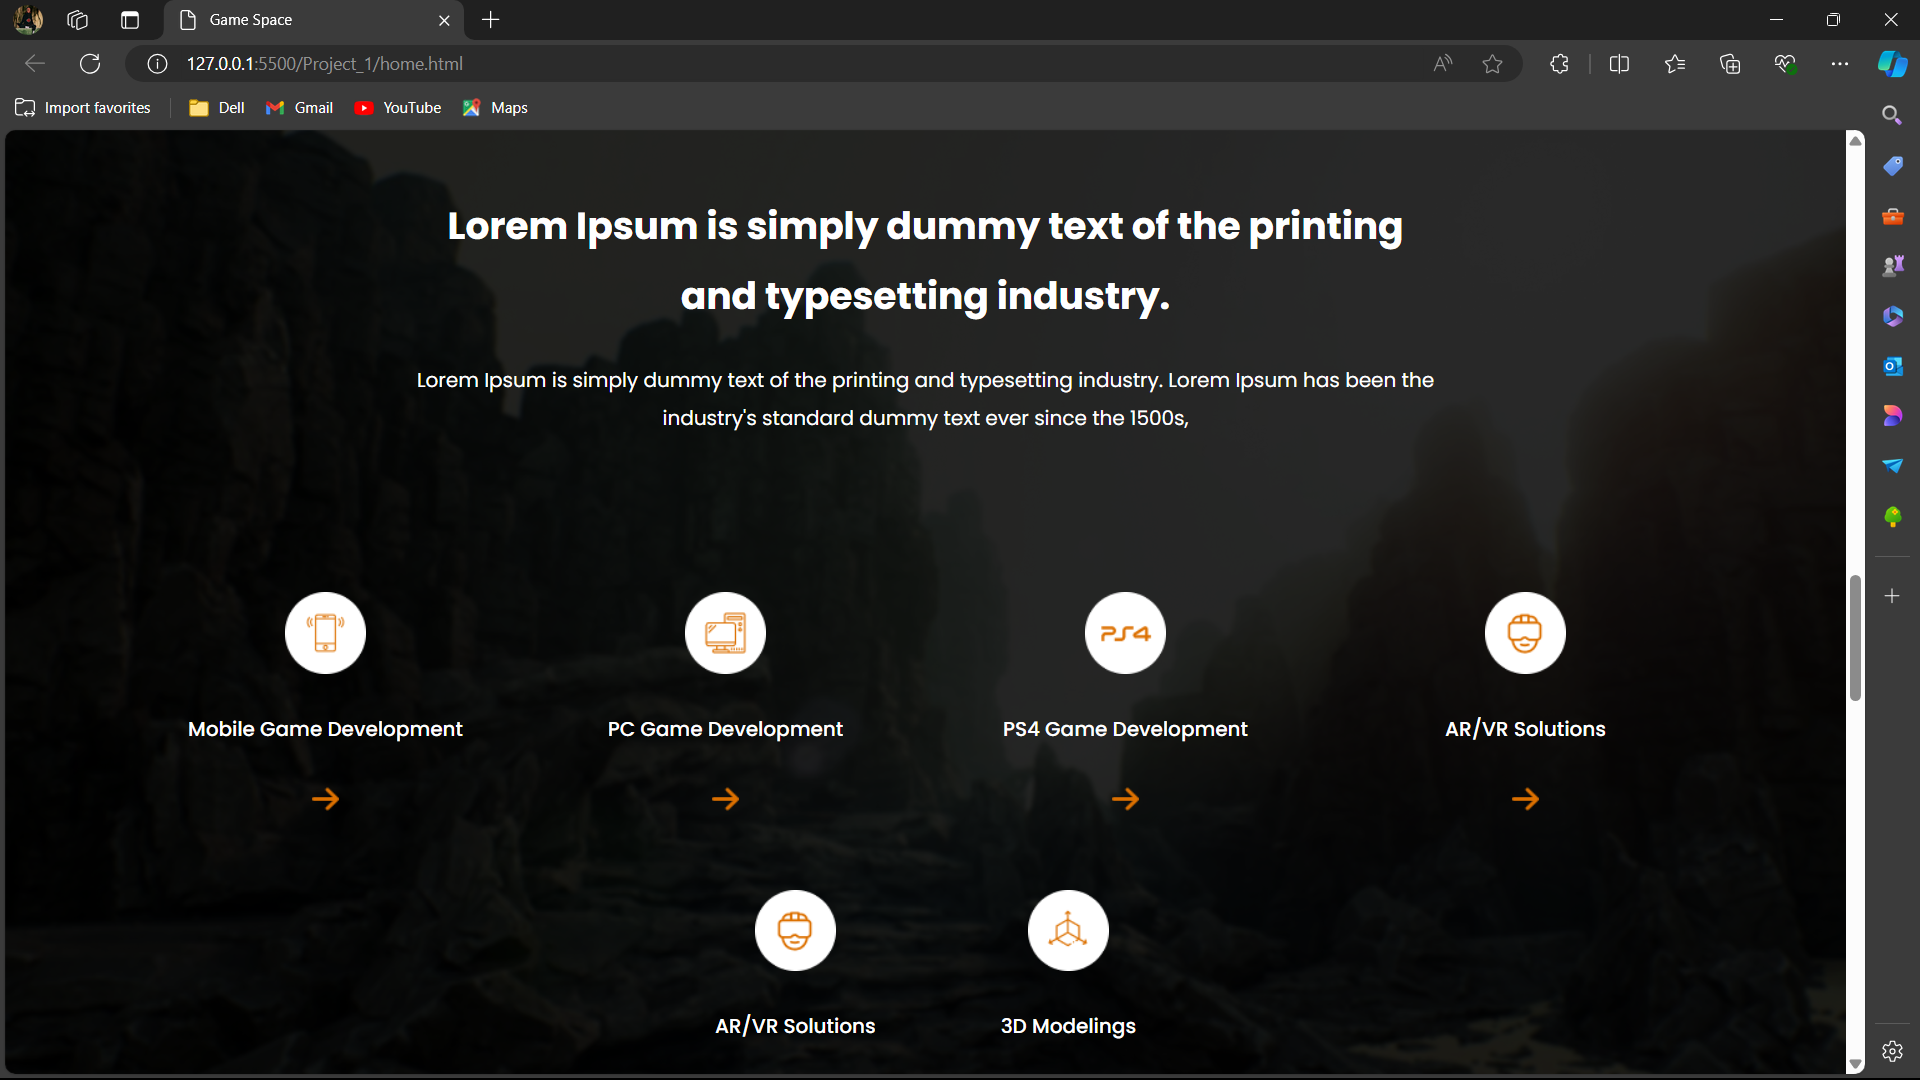 Game Space
127.0.0.1:5500/Project_1/home.html
Import favorites
Dell
Gmail
YouTube
Maps
Lorem Ipsum is simply dummy text of the printing
and typesetting industry.
Lorem Ipsum is simply dummy text of the printing and typesetting industry. Lorem Ipsum has been the
industry's standard dummy text ever since the 1500s,
PS4
Mobile Game Development
PC Game Development
PS4 Game Development
AR/VR Solutions
AR/VR Solutions
3D Modelings